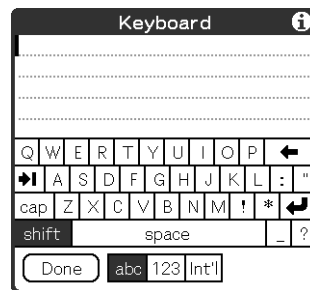 Keyboard i
Q W E R T Y U I O P
A S D F G H J K L : "
cap Z X C V B N M ! *
shift space _ ?
Done abc 123 Int'l